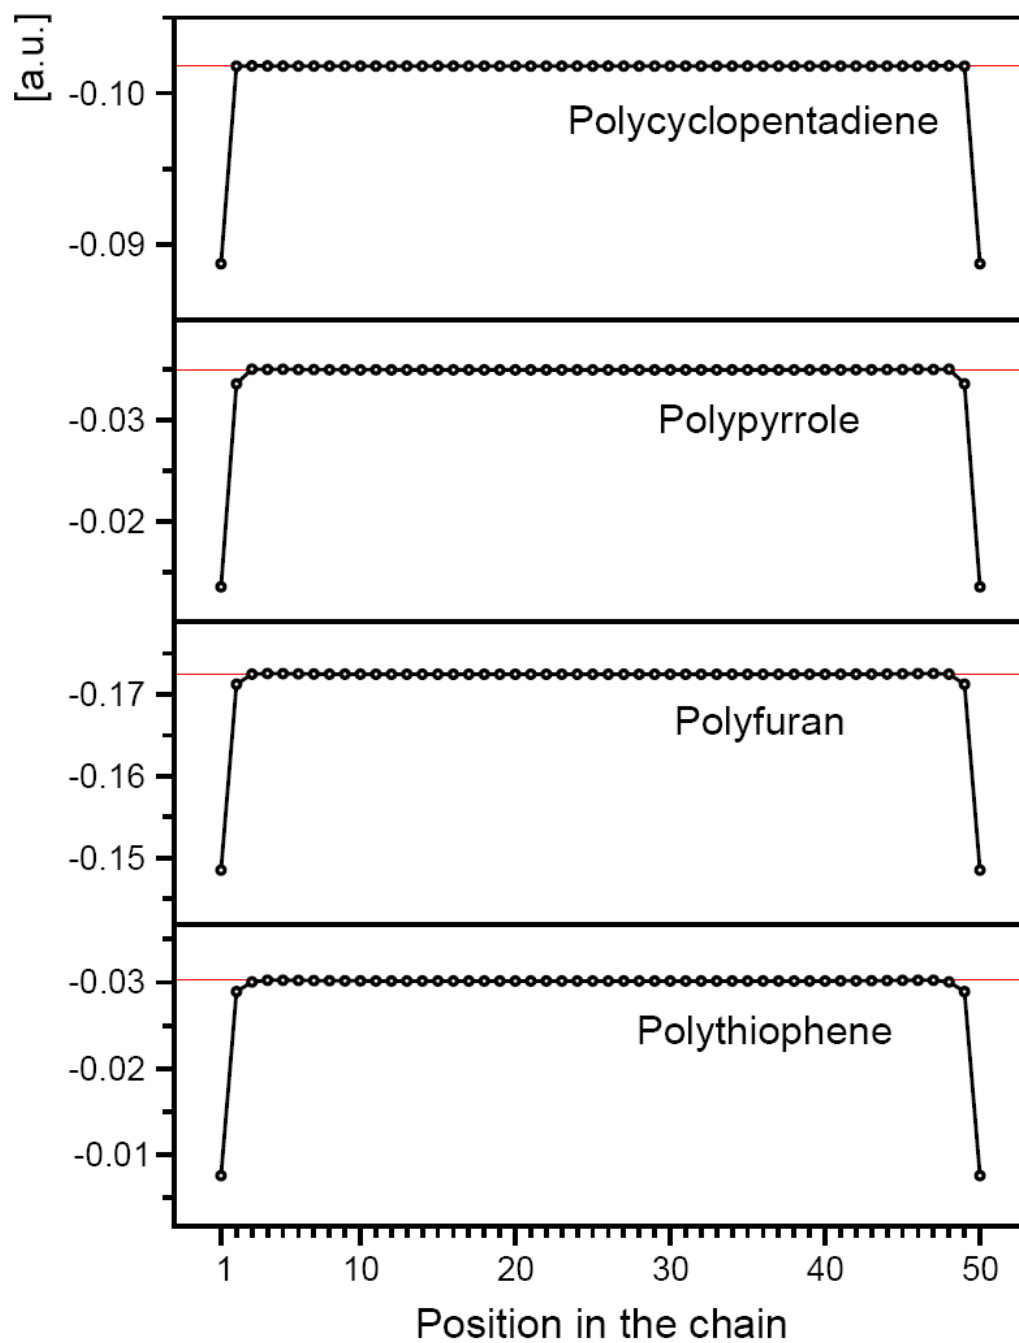 [a.u.]
-0.10
Polycyclopentadiene
-0.09
-0.03
Polypyrrole
-0.02
-0.17
Polyfuran
-0.16
-0.15
-0.03
Polythiophene
-0.02
-0.01
1 10 20 30 40 50
Position in the chain